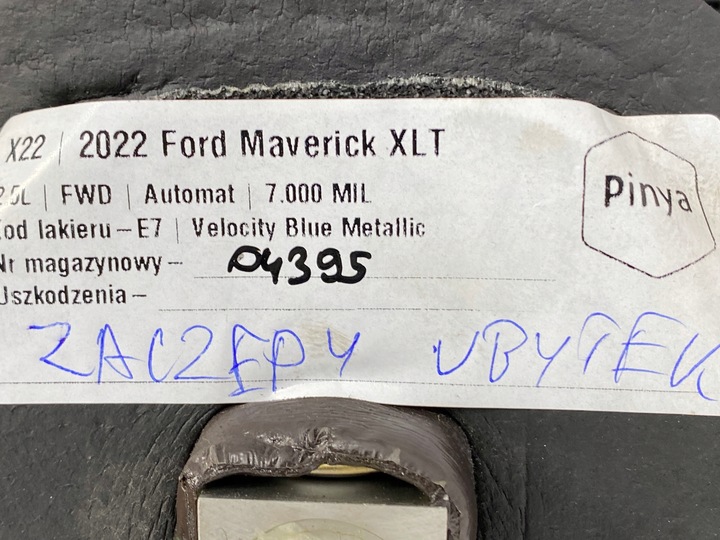 X22 | 2022 Ford Maverick XLT
Pinya
2.5L | FWD | Automat | 7.000 MIL
Kod lakieru – E7 | Velocity Blue Metallic
Nr magazynowy – 04395
Uszkodzenia –
ZACZEPY UBYTEK